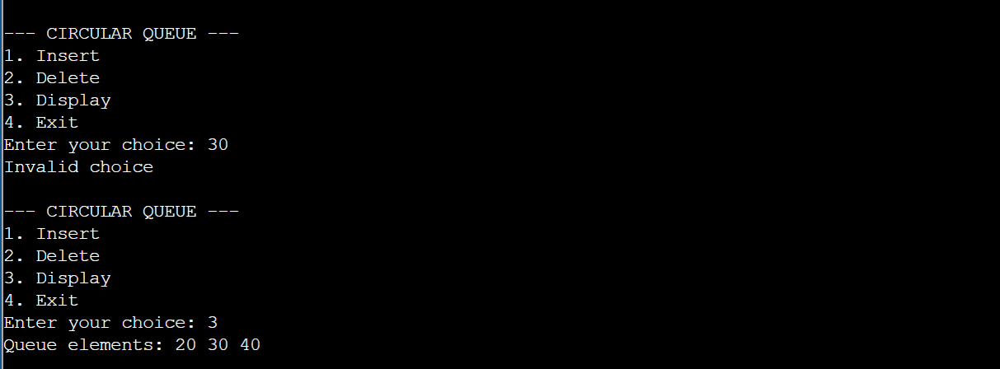 --- CIRCULAR QUEUE ---
1. Insert
2. Delete
3. Display
4. Exit
Enter your choice: 30
Invalid choice
--- CIRCULAR QUEUE ---
1. Insert
2. Delete
3. Display
4. Exit
Enter your choice: 3
Queue elements: 20 30 40